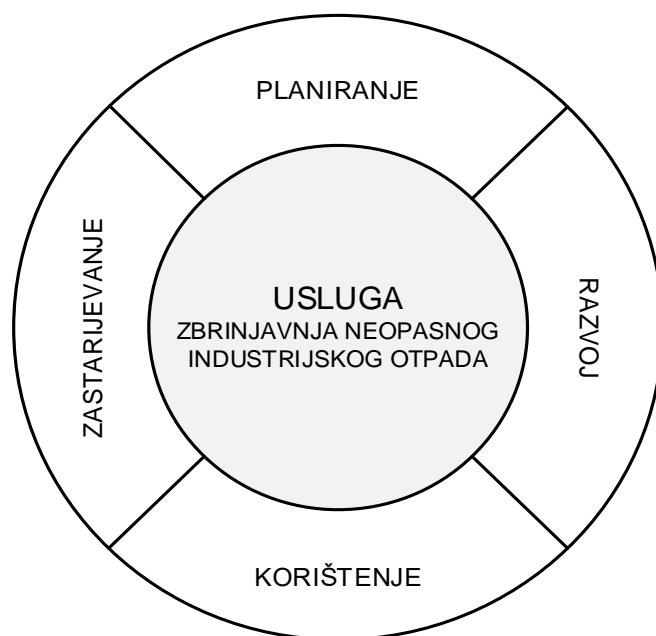 PLANIRANJE
ZASTARIJEVANJE
USLUGA
ZBRINJAVNJA NEOPASNOG
INDUSTRIJSKOG OTPADA
RAZVOJ
KORIŠTENJE